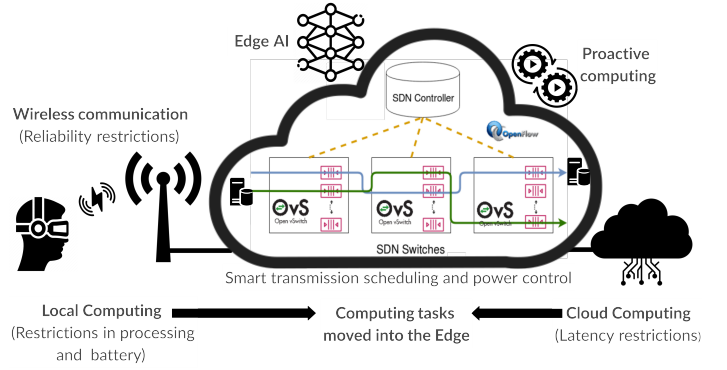 Edge AI
Proactive
computing
SDN Controller
Wireless communication
(Reliability restrictions)
OpenFlow
OvS
Open vSwitch
OvS
Open vSwitch
OvS
Open vSwitch
SDN Switches
Smart transmission scheduling and power control
Local Computing
(Restrictions in processing
and battery)
Computing tasks
moved into the Edge
Cloud Computing
(Latency restrictions)